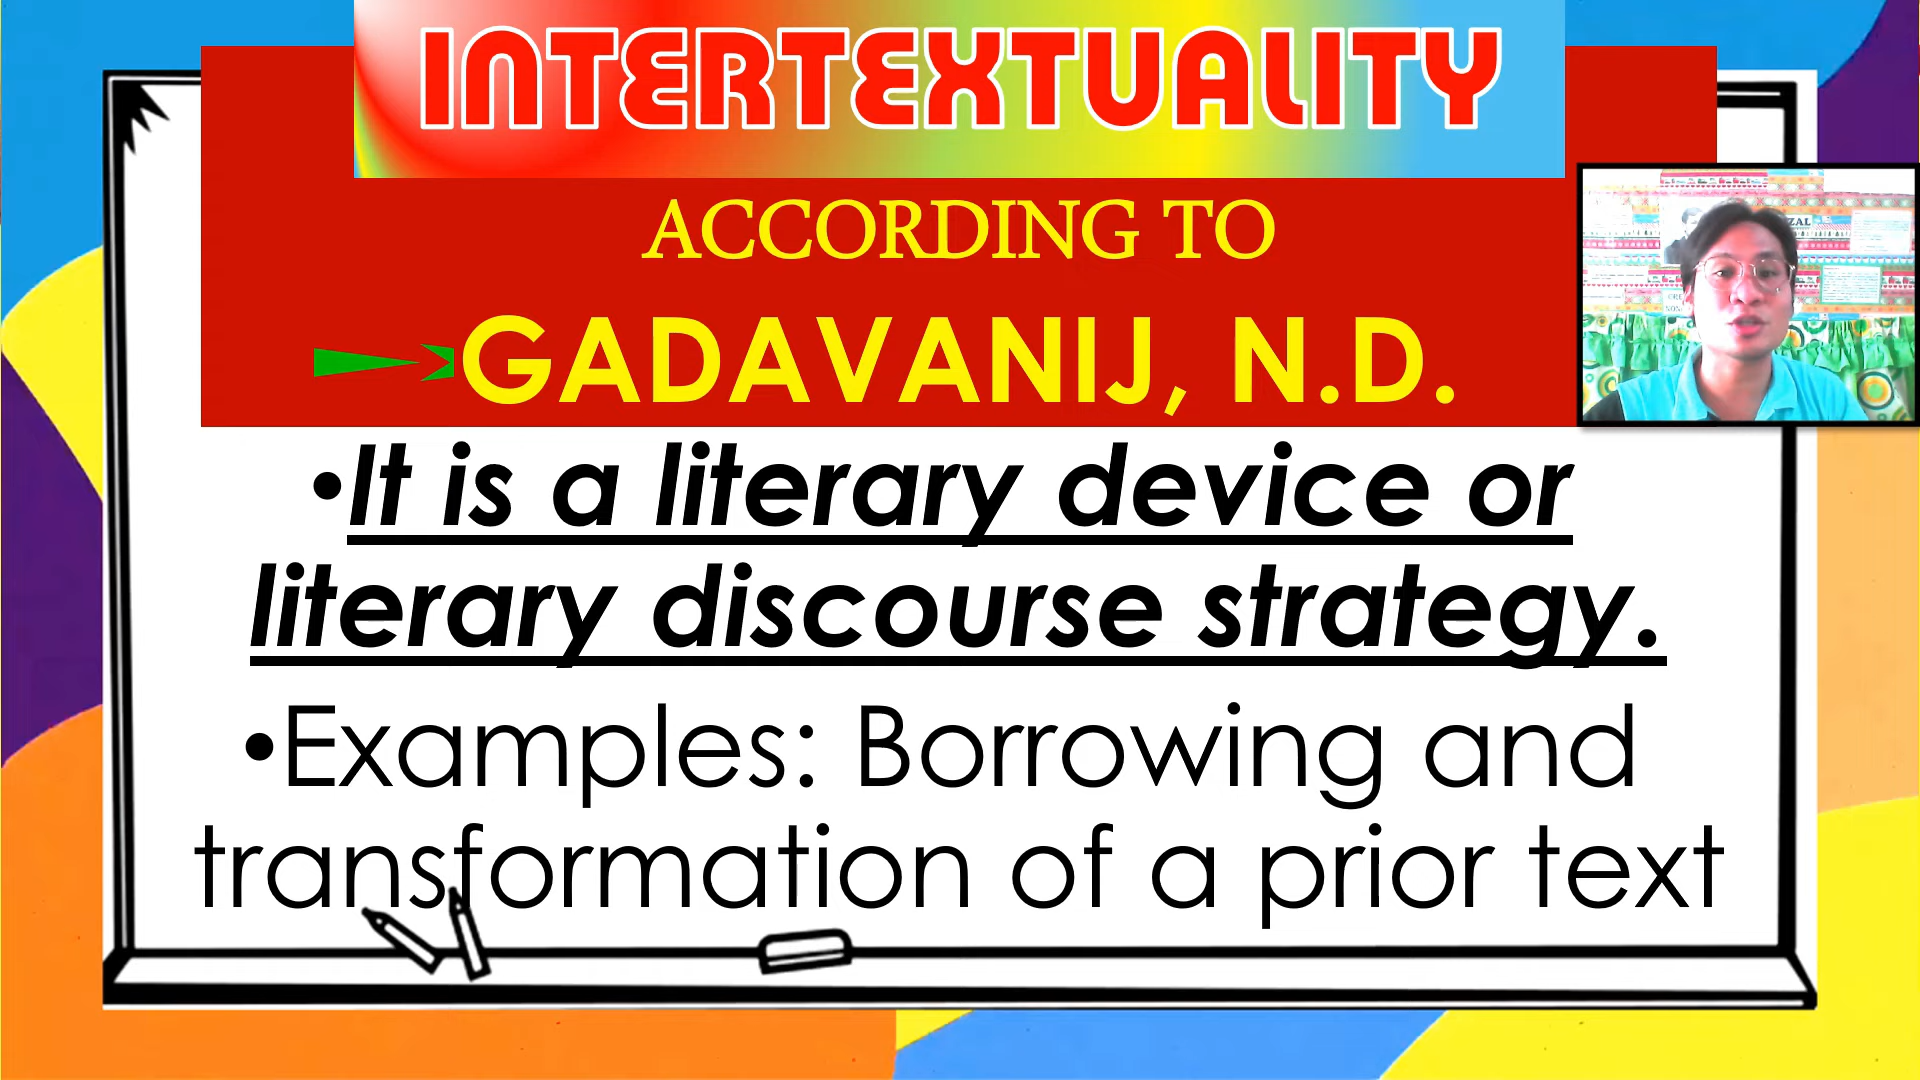 INTERTEXTUALITY
ACCORDING TO
GADAVANIJ, N.D.
•It is a literary device or
literary discourse strategy.
•Examples: Borrowing and
transformation of a prior text
ZAL